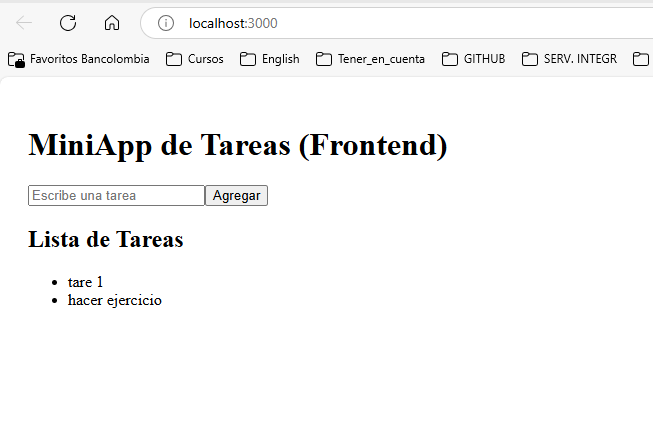 localhost:3000
Favoritos Bancolombia Cursos English Tener_en_cuenta GITHUB SERV. INTEGR
MiniApp de Tareas (Frontend)
Escribe una tarea Agregar
Lista de Tareas
tare 1
hacer ejercicio